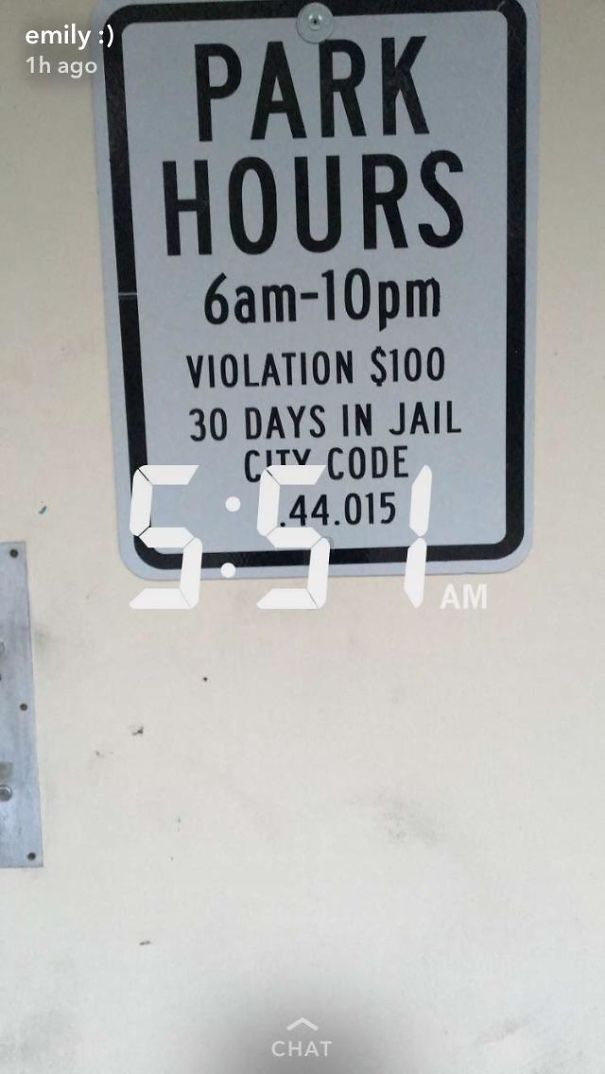 emily :)
1h ago
PARK
HOURS
6am-10pm
VIOLATION $100
30 DAYS IN JAIL
CITY CODE
.44.015
5:51 AM
CHAT